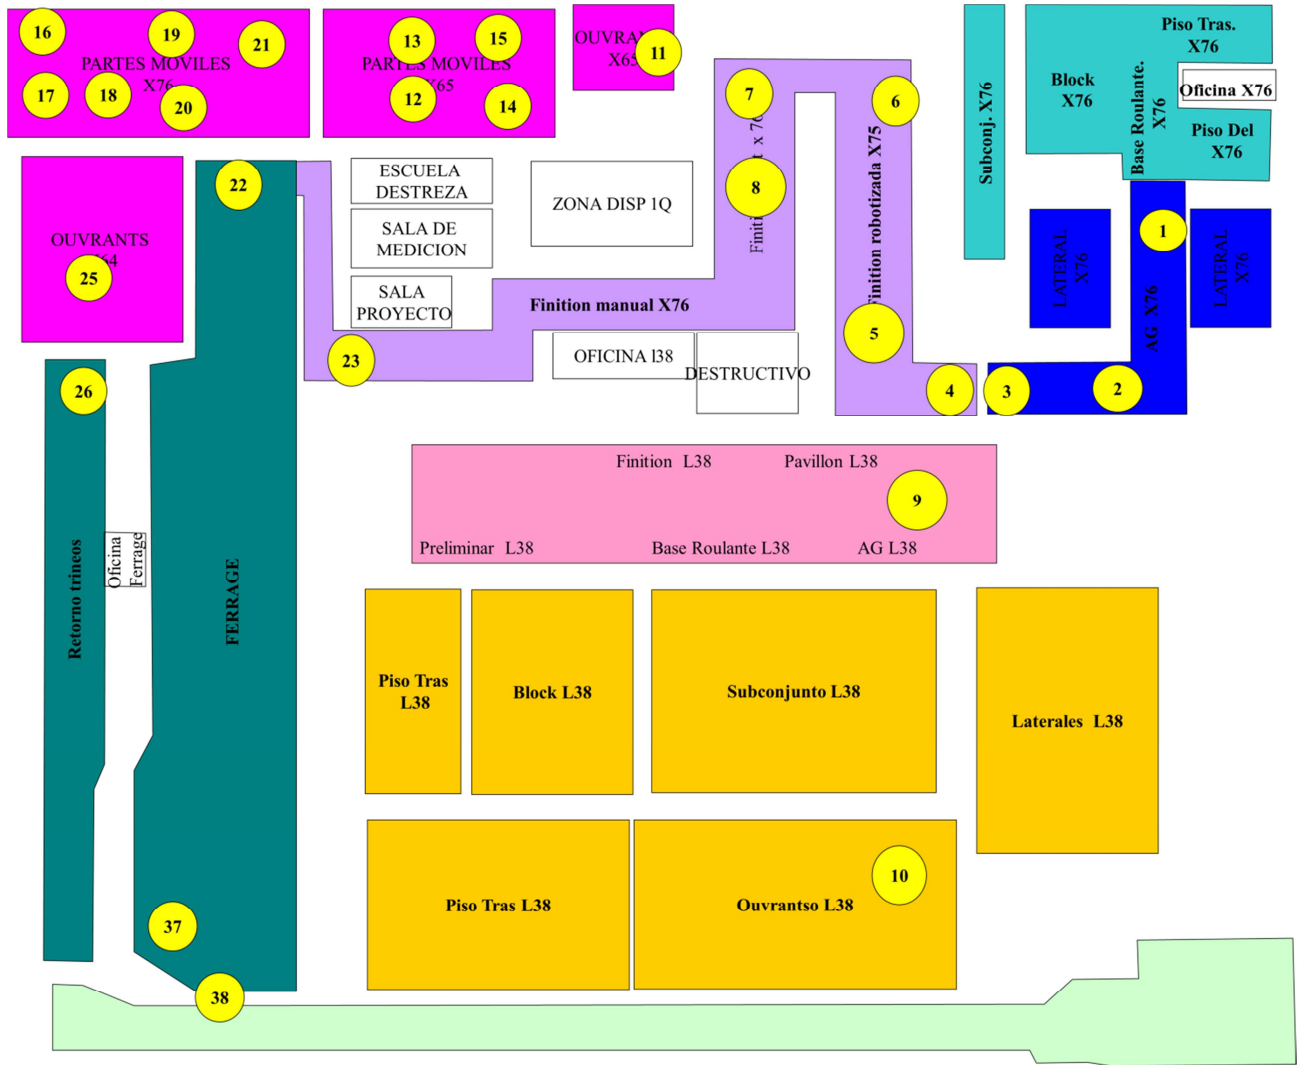 16
19
21
PARTES MOVILES
X76
17
18
20
13
15
PARTES MOVILES
X65
12
14
11
X65
7
8
6
Finition robotizada X75
5
4
Subconj. X76
Piso Tras.
X76
Block
X76
Base Roulante.
X76
Oficina X76
Piso Del
X76
LATERAL
X76
1
AG X76
LATERAL
X76
3
2
OUVRANTS
25
22
ESCUELA
DESTREZA
SALA DE
MEDICION
SALA
PROYECTO
ZONA DISP 1Q
Finition manual X76
23
OFICINA l38
DESTRUCTIVO
26
Retorno trineos
Oficina
Ferrage
FERRAGE
37
38
Finition L38
Pavillon L38
9
Preliminar L38
Base Roulante L38
AG L38
Piso Tras
L38
Block L38
Subconjunto L38
Laterales L38
Piso Tras L38
Ouvrantso L38
10